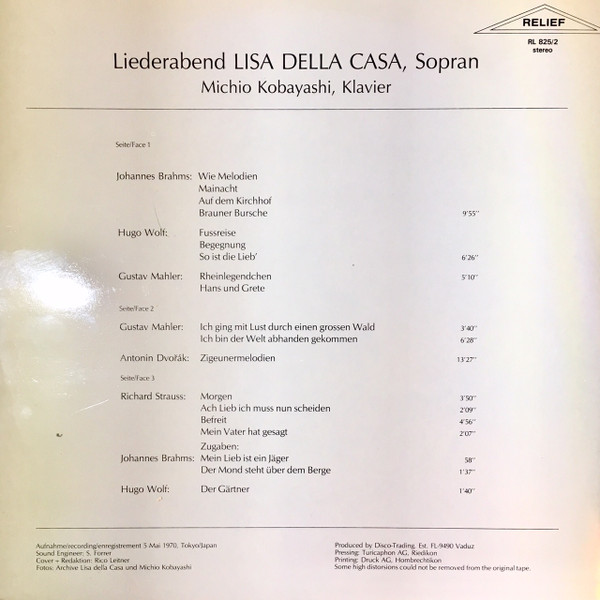 RELIEF
RL 825/2
stereo
Liederabend LISA DELLA CASA, Sopran
Michio Kobayashi, Klavier
Seite/Face 1
Johannes Brahms: Wie Melodien
Mainacht
Auf dem Kirchhof
Brauner Bursche 9'55''
Hugo Wolf: Fussreise
Begegnung
So ist die Lieb' 6'26''
Gustav Mahler: Rheinlegendchen 5'10''
Hans und Grete
Seite/Face 2
Gustav Mahler: Ich ging mit Lust durch einen grossen Wald 3'40''
Ich bin der Welt abhanden gekommen 6'28''
Antonin Dvořák: Zigeunermelodien 13'27''
Seite/Face 3
Richard Strauss: Morgen 3'50''
Ach Lieb ich muss nun scheiden 2'09''
Befreit 4'56''
Mein Vater hat gesagt 2'07''
Zugaben:
Johannes Brahms: Mein Lieb ist ein Jäger 58''
Der Mond steht über dem Berge 1'37''
Hugo Wolf: Der Gärtner 1'40''
Aufnahme/recording/enregistrement 5 Mai 1970, Tokyo/Japan
Sound Engineer: S. Forrer
Cover + Redaktion: Rico Leitner
Fotos: Archive Lisa della Casa und Michio Kobayashi
Produced by Disco-Trading, Est. FL-9490 Vaduz
Pressing: Turicaphon AG, Riedikon
Printing: Druck AG, Hombrechtikon
Some high distonions could not be removed from the original tape.